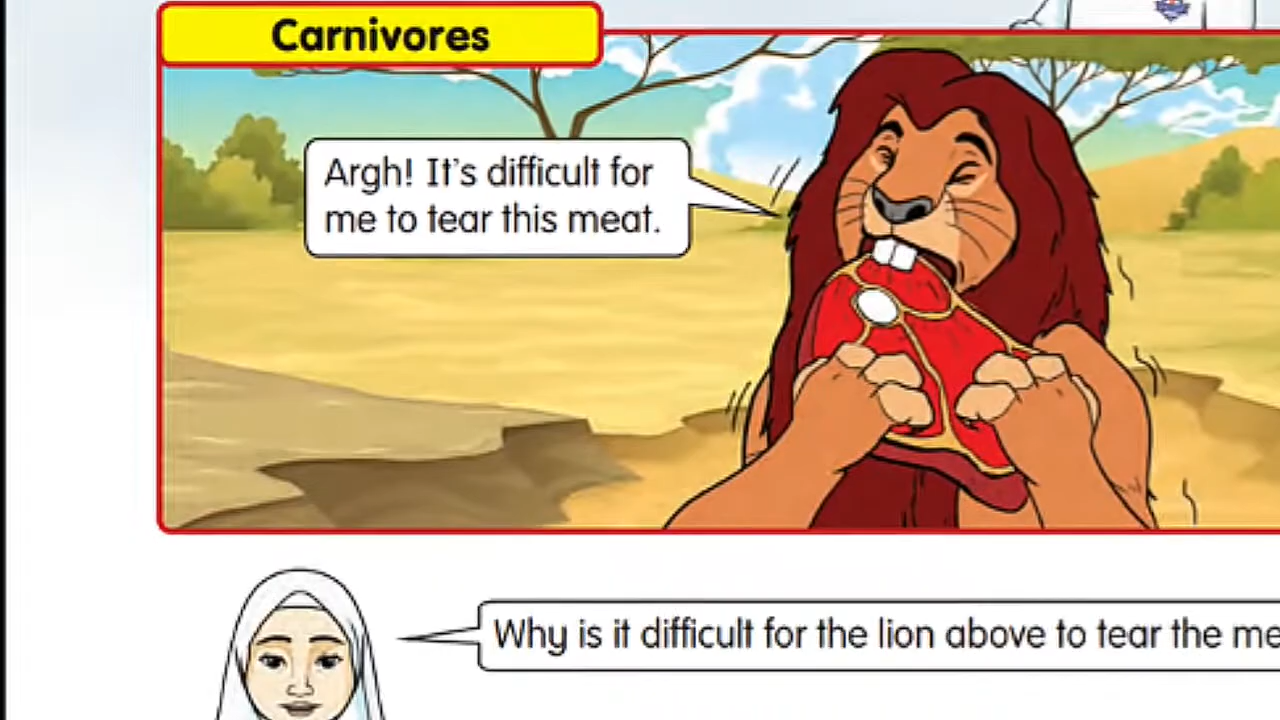 Carnivores
Argh! It's difficult for
me to tear this meat.
Why is it difficult for the lion above to tear the me